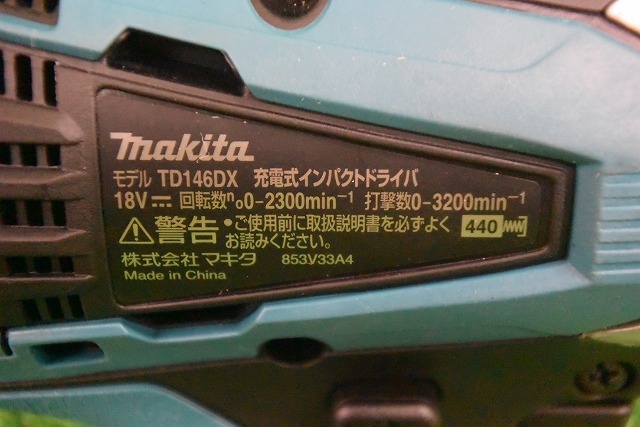 makita
モデル TD146DX 充電式インパクトドライバ
18V⎓ 回転数n₀0-2300min⁻¹ 打撃数0-3200min⁻¹
⚠警告・ご使用前に取扱説明書を必ずよく 440
お読みください。
株式会社 マキタ 853V33A4
Made in China